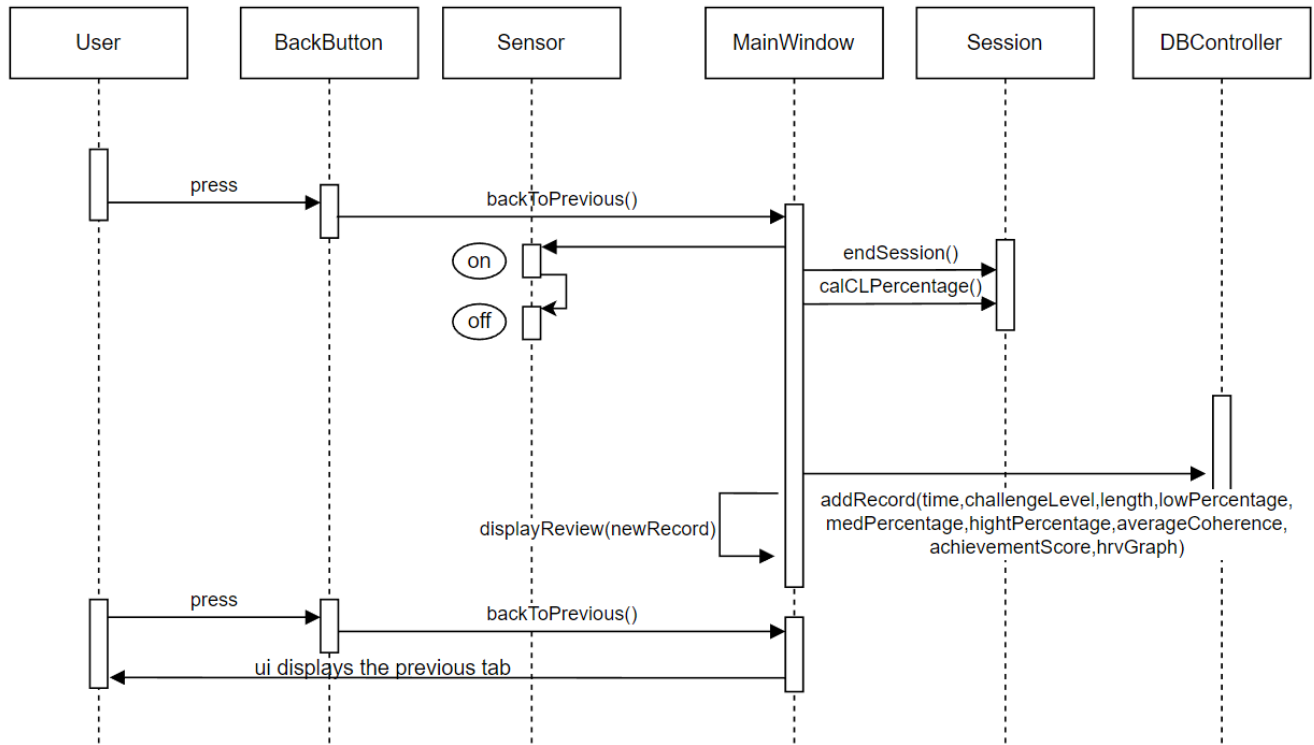 User
BackButton
Sensor
MainWindow
Session
DBController
press
backToPrevious()
on
endSession()
calCLPercentage()
off
addRecord(time,challengeLevel,length,lowPercentage,
medPercentage,hightPercentage,averageCoherence,
achievementScore,hrvGraph)
displayReview(newRecord)
press
backToPrevious()
ui displays the previous tab